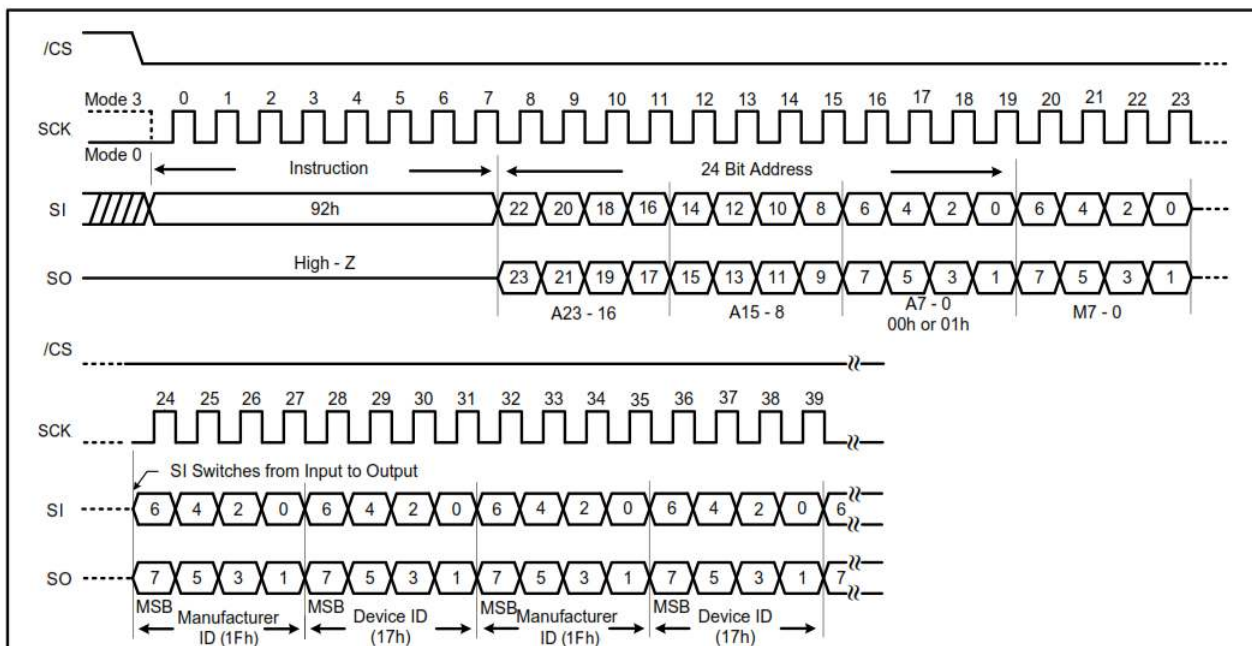 /CS
Mode 3 0 1 2 3 4 5 6 7 8 9 10 11 12 13 14 15 16 17 18 19 20 21 22 23
SCK
Mode 0
Instruction 24 Bit Address
SI 92h 22 20 18 16 14 12 10 8 6 4 2 0 6 4 2 0
High - Z
SO 23 21 19 17 15 13 11 9 7 5 3 1 7 5 3 1
A23 - 16 A15 - 8 A7 - 0 M7 - 0
00h or 01h
/CS
24 25 26 27 28 29 30 31 32 33 34 35 36 37 38 39
SCK
SI Switches from Input to Output
SI 6 4 2 0 6 4 2 0 6 4 2 0 6 4 2 0 6
SO 7 5 3 1 7 5 3 1 7 5 3 1 7 5 3 1 7
MSB MSB MSB MSB
Manufacturer Device ID Manufacturer Device ID
ID (1Fh) (17h) ID (1Fh) (17h)